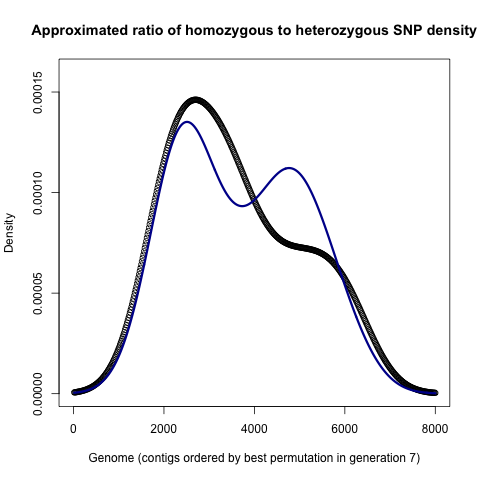 Approximated ratio of homozygous to heterozygous SNP density
0.00015
0.00010
0.00005
0.00000
Density
0 2000 4000 6000 8000
Genome (contigs ordered by best permutation in generation 7)